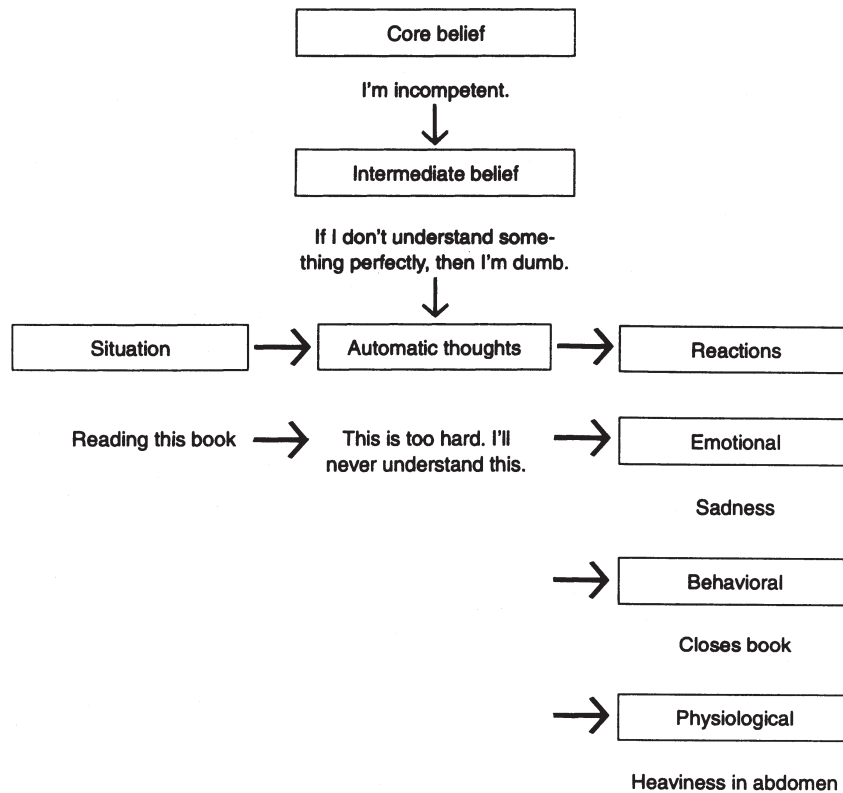 Core belief
I'm incompetent.
Intermediate belief
If I don't understand some-
thing perfectly, then I'm dumb.
Situation
Automatic thoughts
Reactions
Reading this book
This is too hard. I'll
never understand this.
Emotional
Sadness
Behavioral
Closes book
Physiological
Heaviness in abdomen